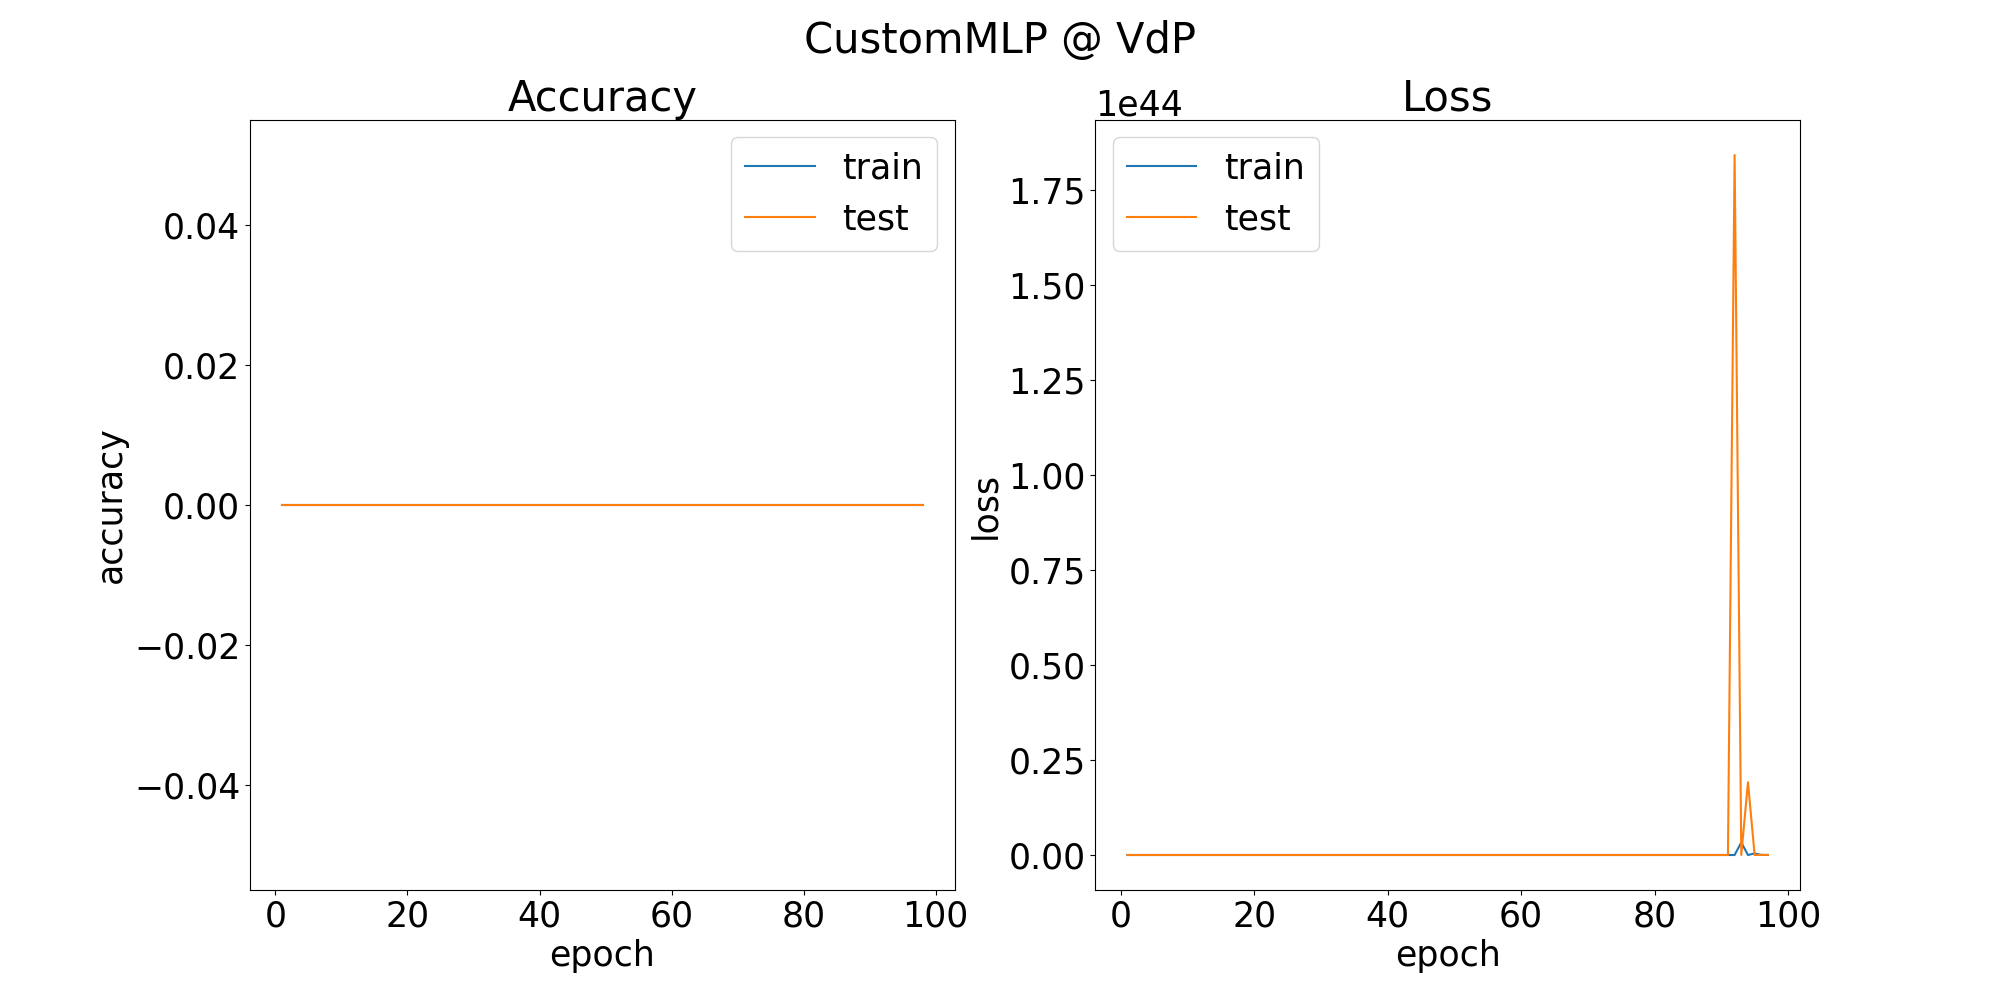 CustomMLP @ VdP
Accuracy
train
test
0.04
0.02
0.00
−0.02
−0.04
accuracy
0 20 40 60 80 100
epoch
Loss
1e44
train
test
1.75
1.50
1.25
1.00
0.75
0.50
0.25
0.00
loss
0 20 40 60 80 100
epoch